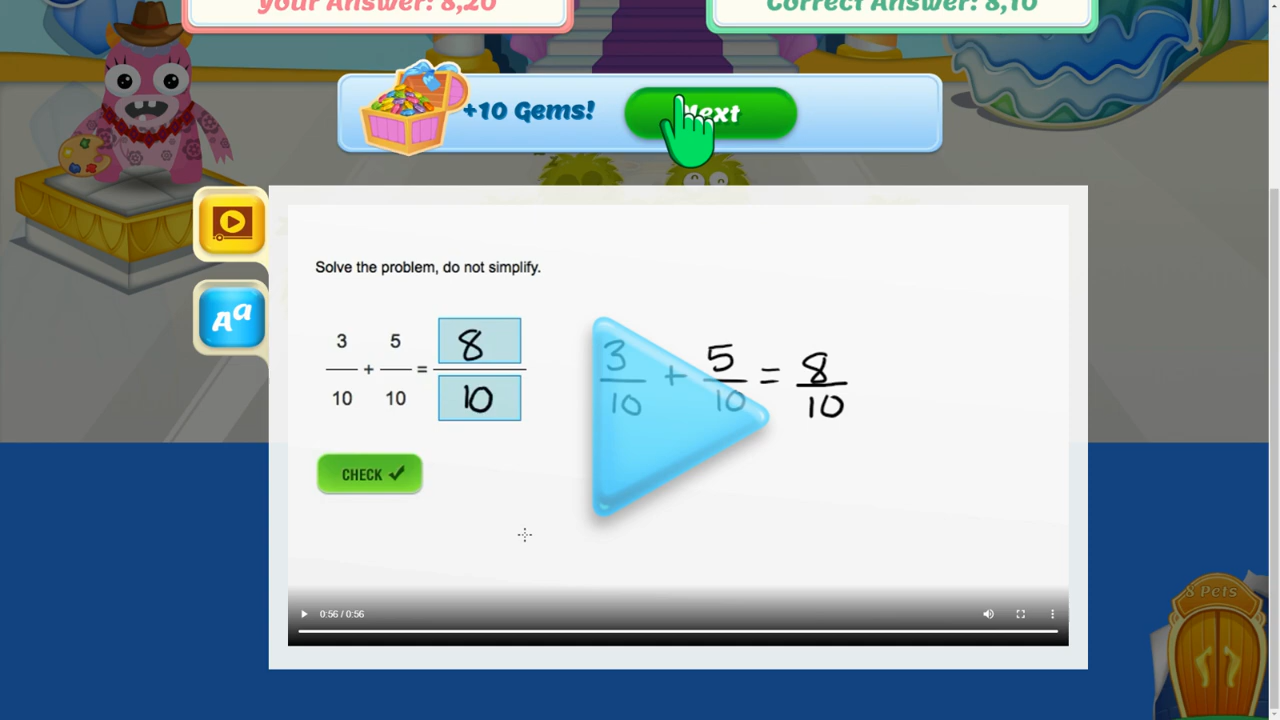 Your Answer: 8,20
Correct Answer: 8,10
+10 Gems!
Next
Aa
Solve the problem, do not simplify.
3 5 8
+ =
10 10 10
3 5 8
+ =
10 10 10
CHECK
8 Pets
0:56 / 0:56